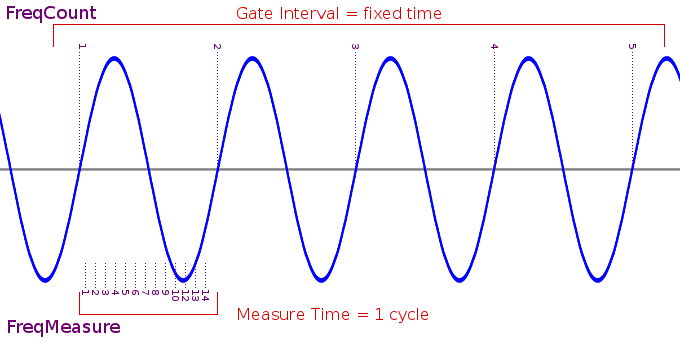 FreqCount
Gate Interval = fixed time
1 2 3 4 5
1 2 3 4 5 6 7 8 9 10 12 13 14
Measure Time = 1 cycle
FreqMeasure